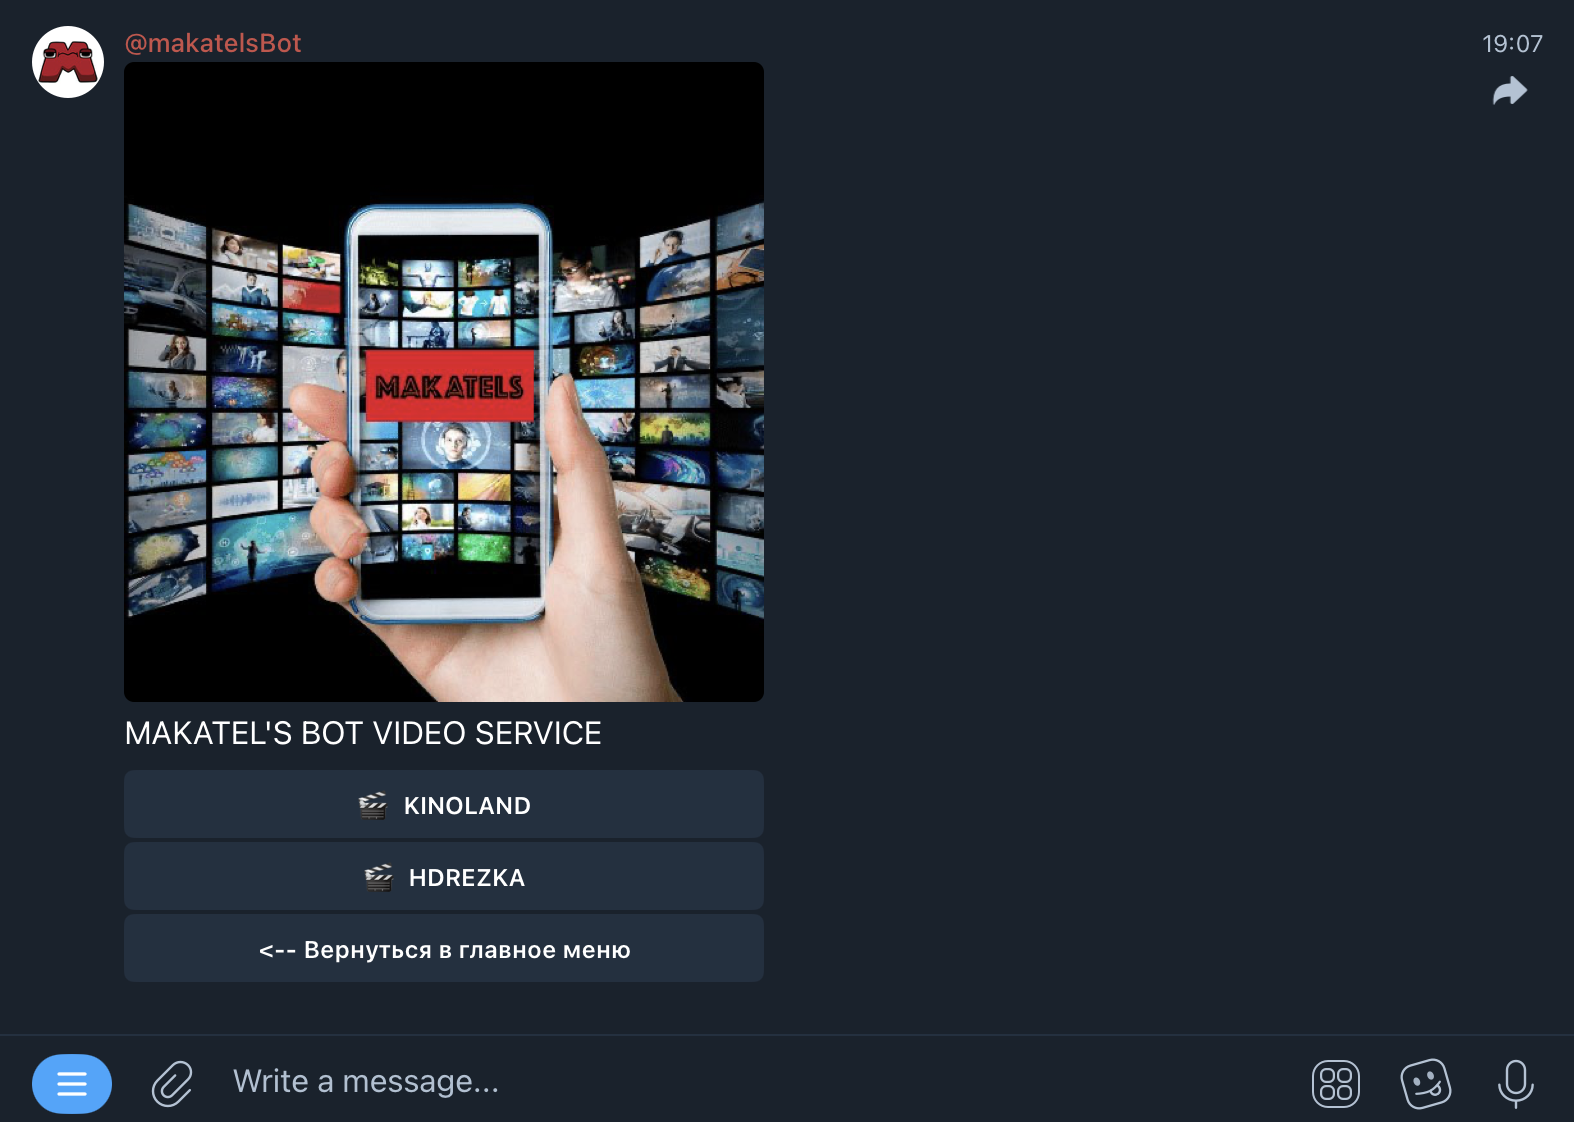 @makatelsBot
19:07
MAKATELS
MAKATEL'S BOT VIDEO SERVICE
🎬 KINOLAND
🎬 HDREZKA
<-- Вернуться в главное меню
Write a message...